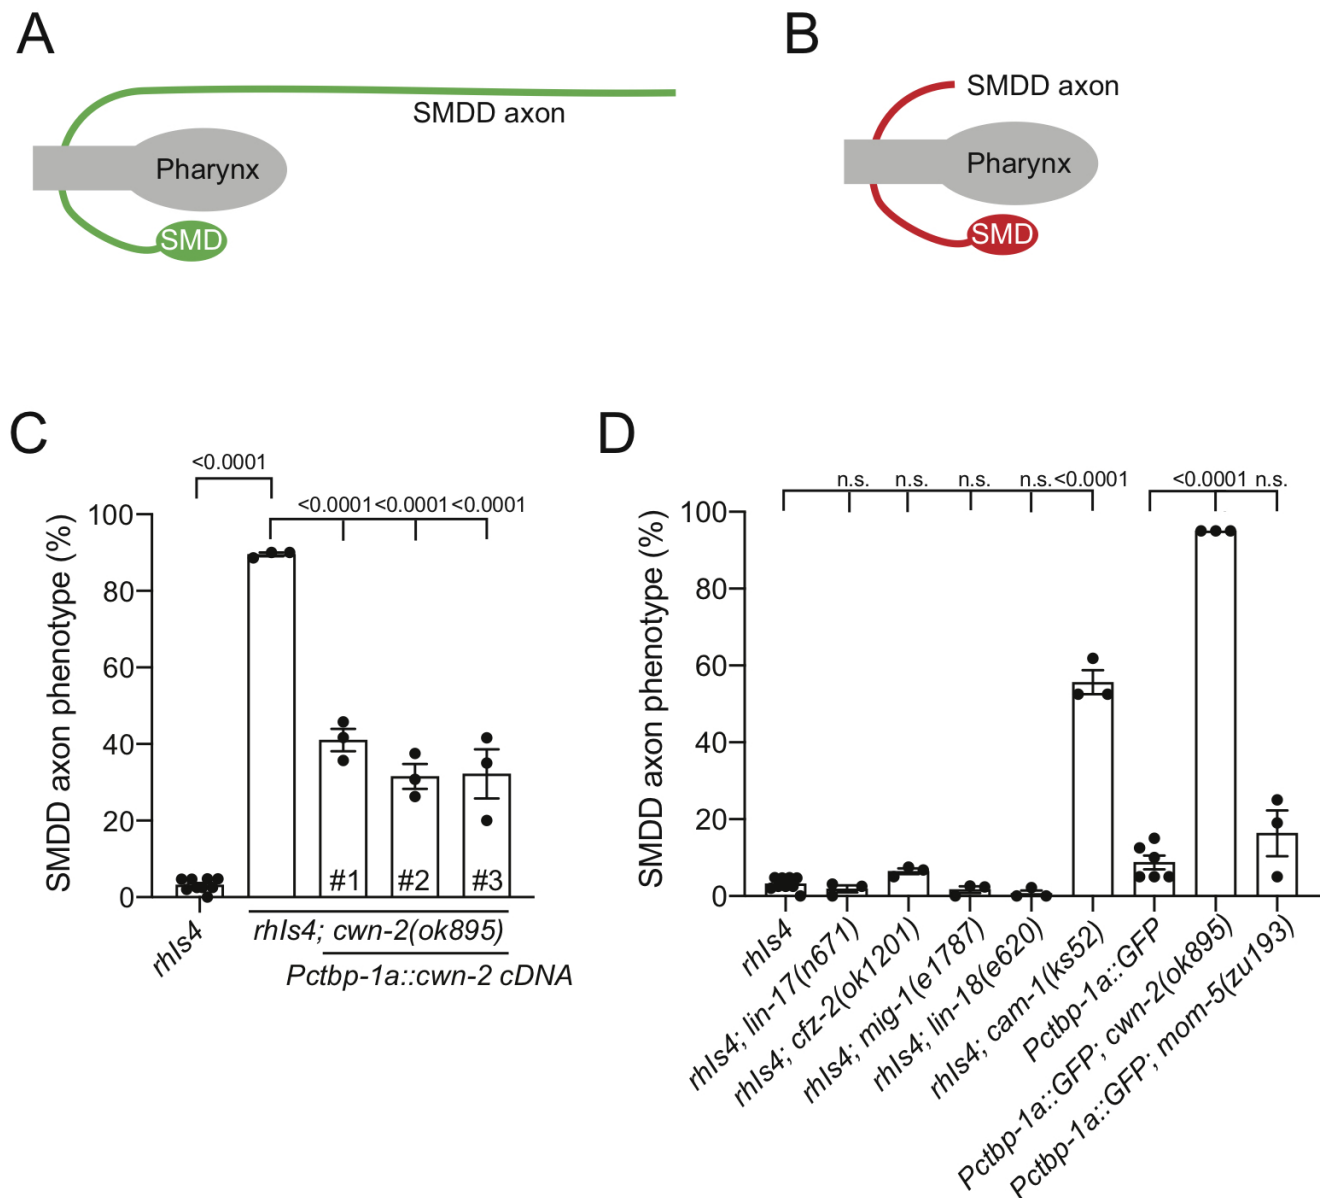 A
SMDD axon
Pharynx
SMD
B
SMDD axon
Pharynx
SMD
C
<0.0001
<0.0001 <0.0001 <0.0001
SMDD axon phenotype (%)
100
80
60
40
20
0
#1 #2 #3
rhIs4
rhIs4; cwn-2(ok895)
Pctbp-1a::cwn-2 cDNA
D
n.s. n.s. n.s. n.s. <0.0001 <0.0001 n.s.
SMDD axon phenotype (%)
100
80
60
40
20
0
rhIs4
rhIs4; lin-17(n671)
rhIs4; cfz-2(ok1201)
rhIs4; mig-1(e1787)
rhIs4; lin-18(e620)
rhIs4; cam-1(ks52)
Pctbp-1a::GFP
Pctbp-1a::GFP; cwn-2(ok895)
Pctbp-1a::GFP; mom-5(zu193)